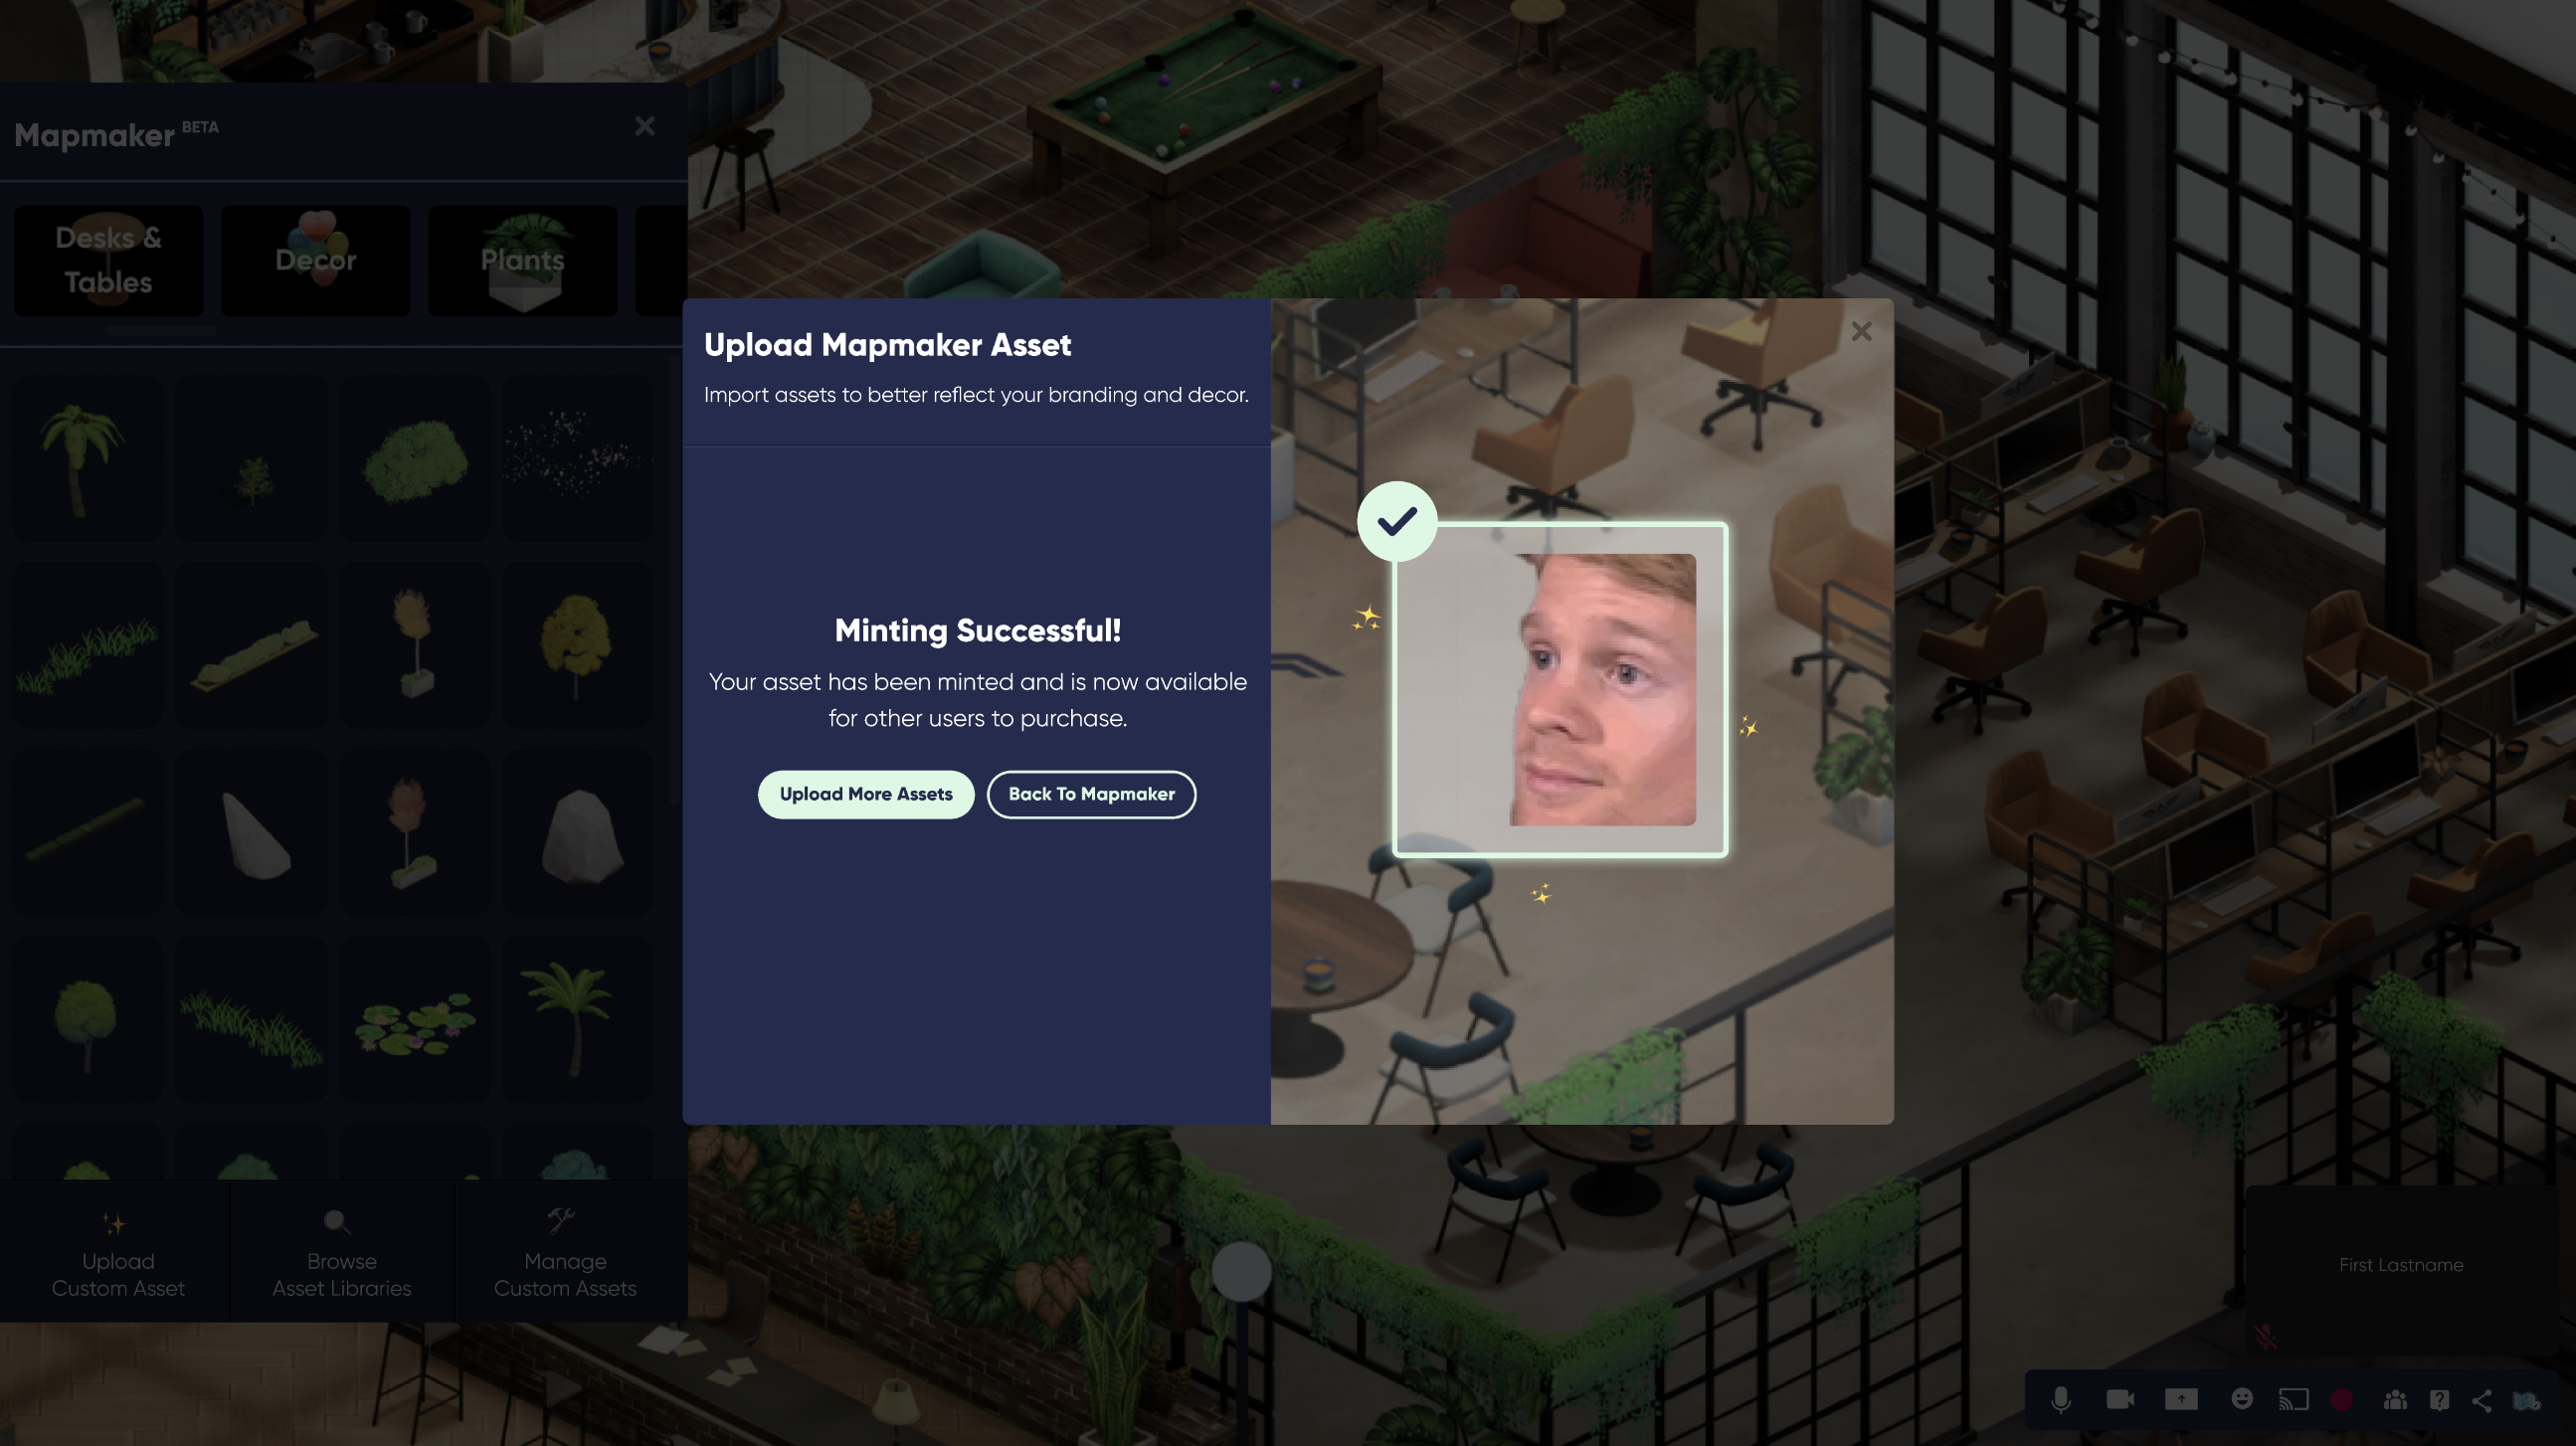 Mapmaker BETA
Desks &
Tables
Decor
Plants
Upload Mapmaker Asset
Import assets to better reflect your branding and decor.
Minting Successful!
Your asset has been minted and is now available
for other users to purchase.
Upload More Assets
Back To Mapmaker
Upload
Custom Asset
Browse
Asset Libraries
Manage
Custom Assets
First Lastname